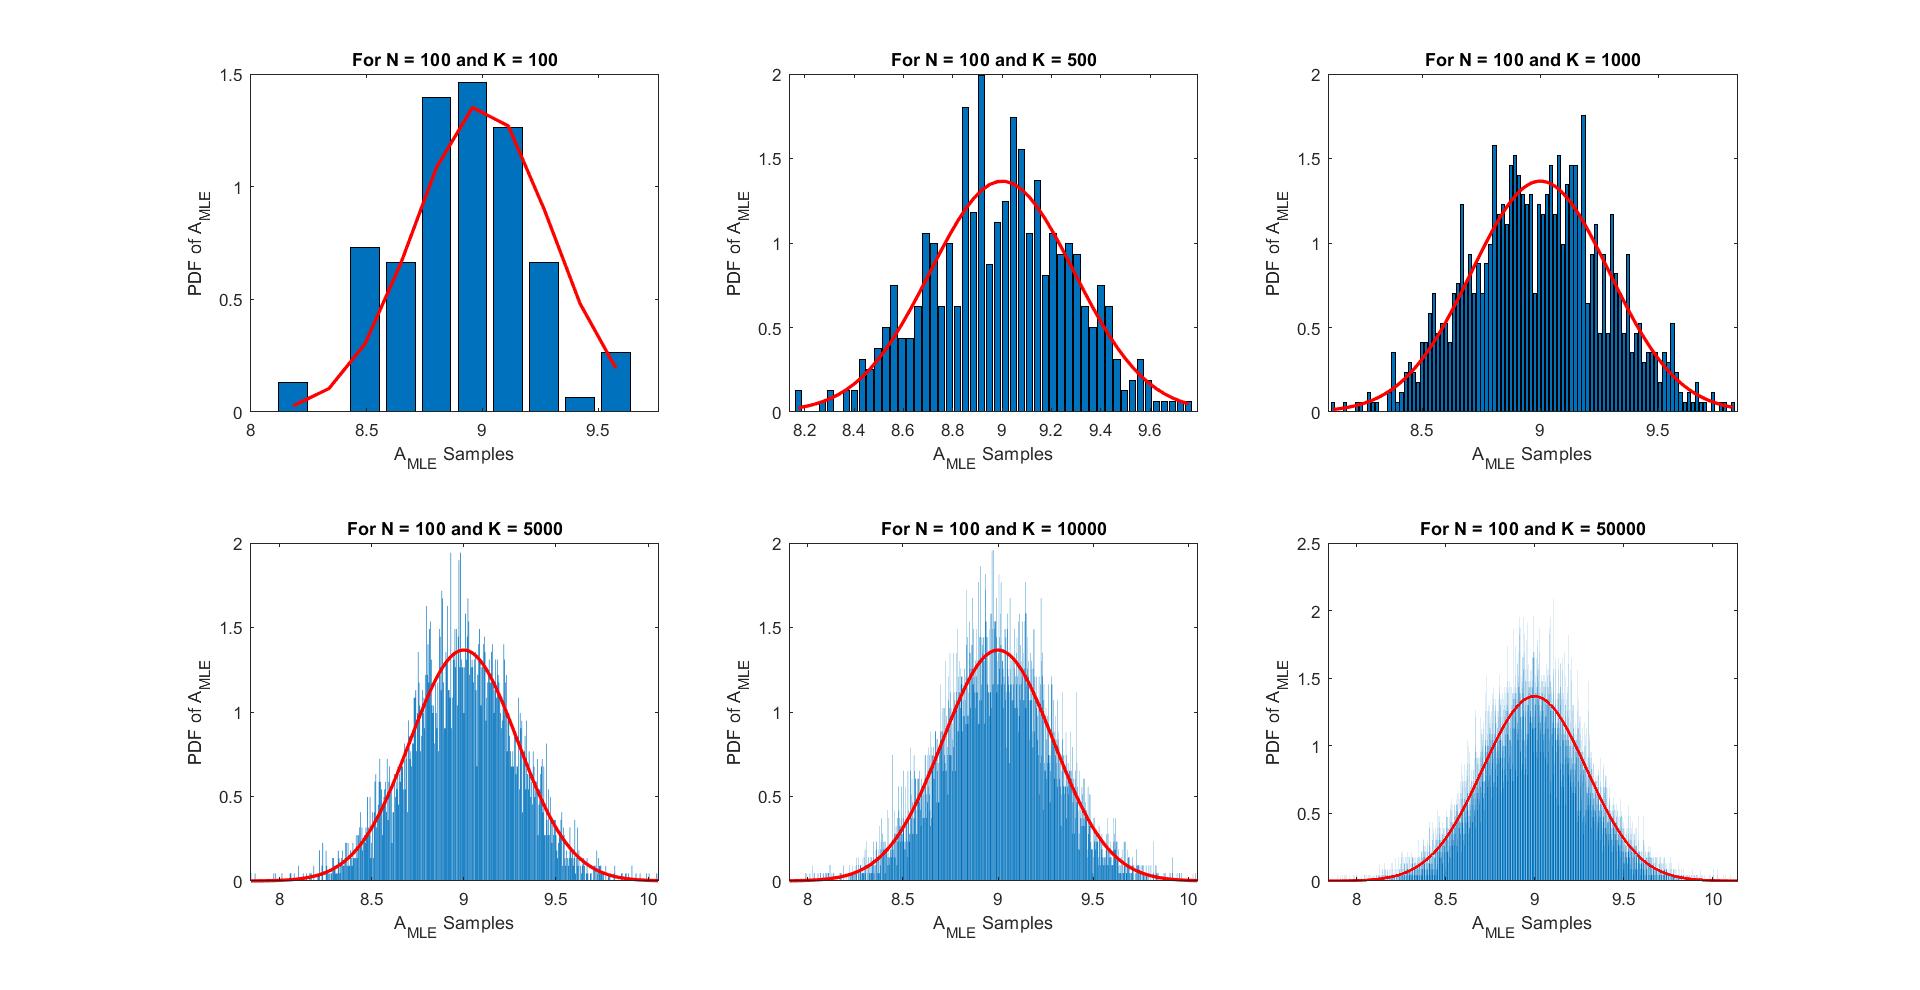 For N = 100 and K = 100
1.5
1
0.5
0
PDF of A_MLE
8 8.5 9 9.5
A_MLE Samples
For N = 100 and K = 500
2
1.5
1
0.5
0
PDF of A_MLE
8.2 8.4 8.6 8.8 9 9.2 9.4 9.6
A_MLE Samples
For N = 100 and K = 1000
2
1.5
1
0.5
0
PDF of A_MLE
8.5 9 9.5
A_MLE Samples
For N = 100 and K = 5000
2
1.5
1
0.5
0
PDF of A_MLE
8 8.5 9 9.5 10
A_MLE Samples
For N = 100 and K = 10000
2
1.5
1
0.5
0
PDF of A_MLE
8 8.5 9 9.5 10
A_MLE Samples
For N = 100 and K = 50000
2.5
2
1.5
1
0.5
0
PDF of A_MLE
8 8.5 9 9.5 10
A_MLE Samples